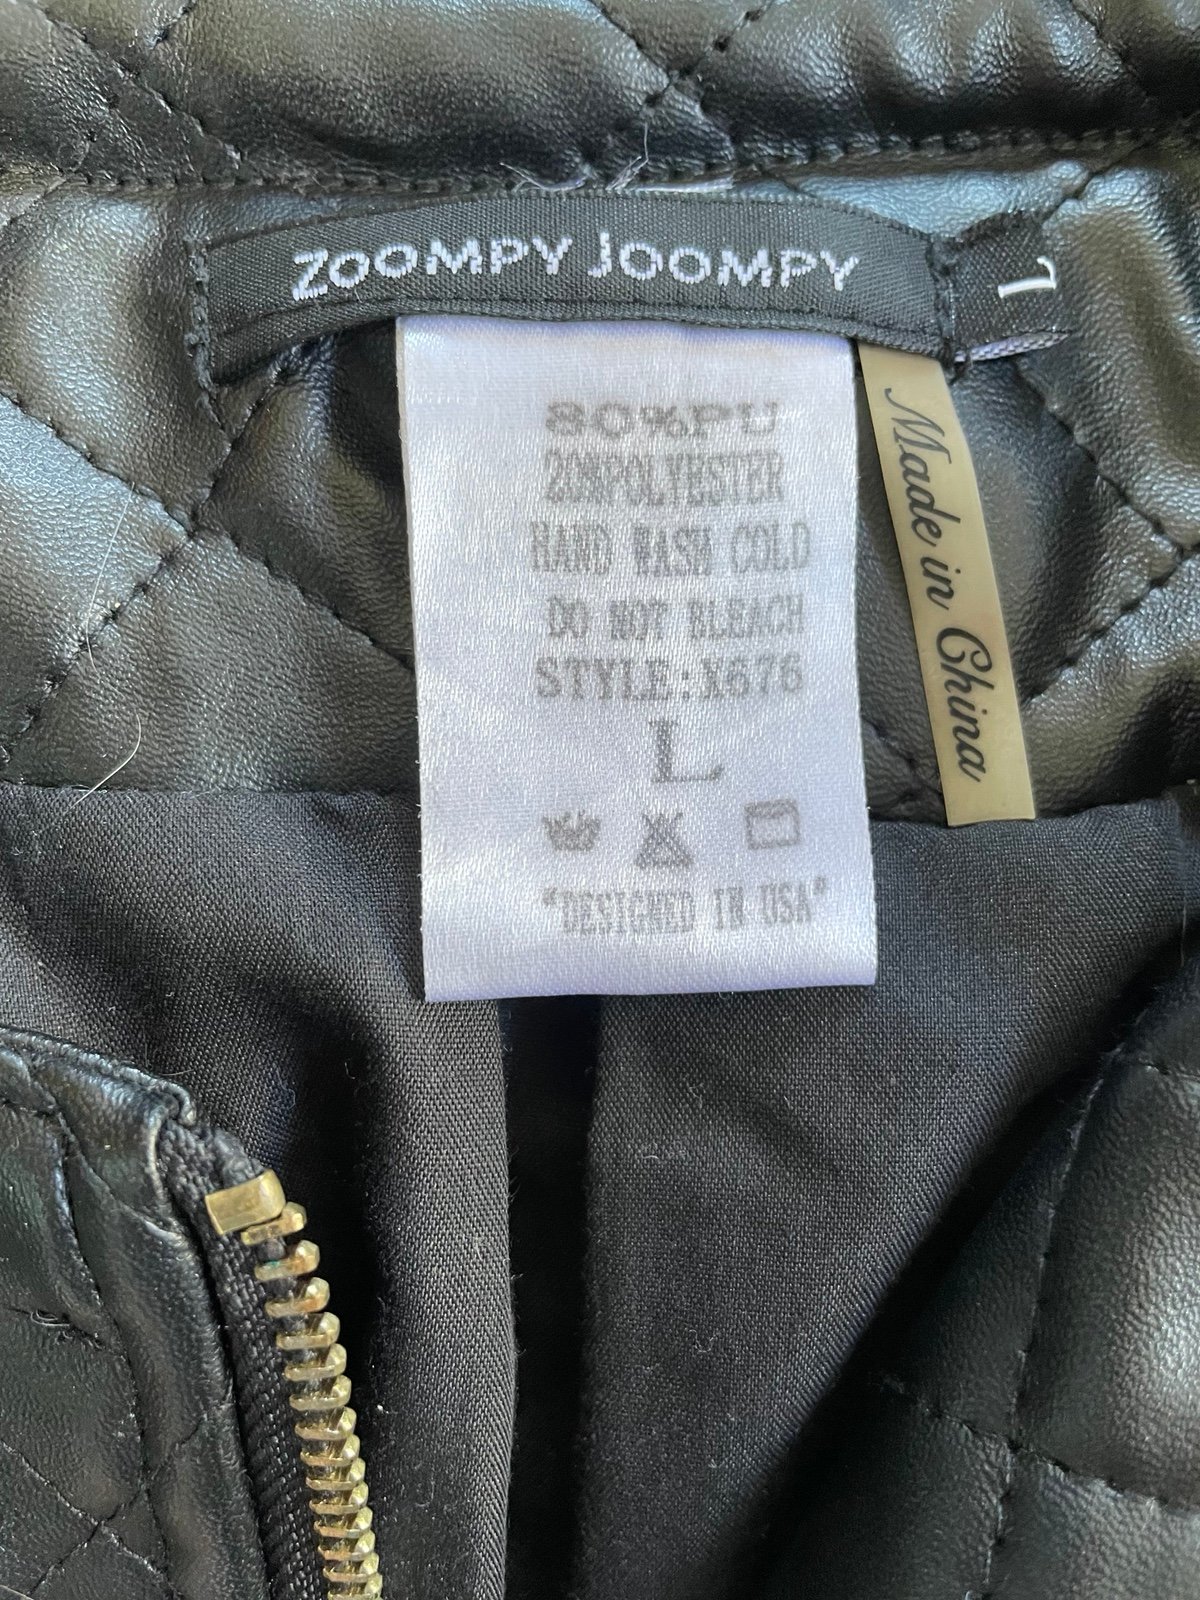 ZOOMPY JOOMPY
L
80%PU
20%POLYESTER
HAND WASH COLD
DO NOT BLEACH
STYLE:X676
L
"DESIGNED IN USA"
Made in China